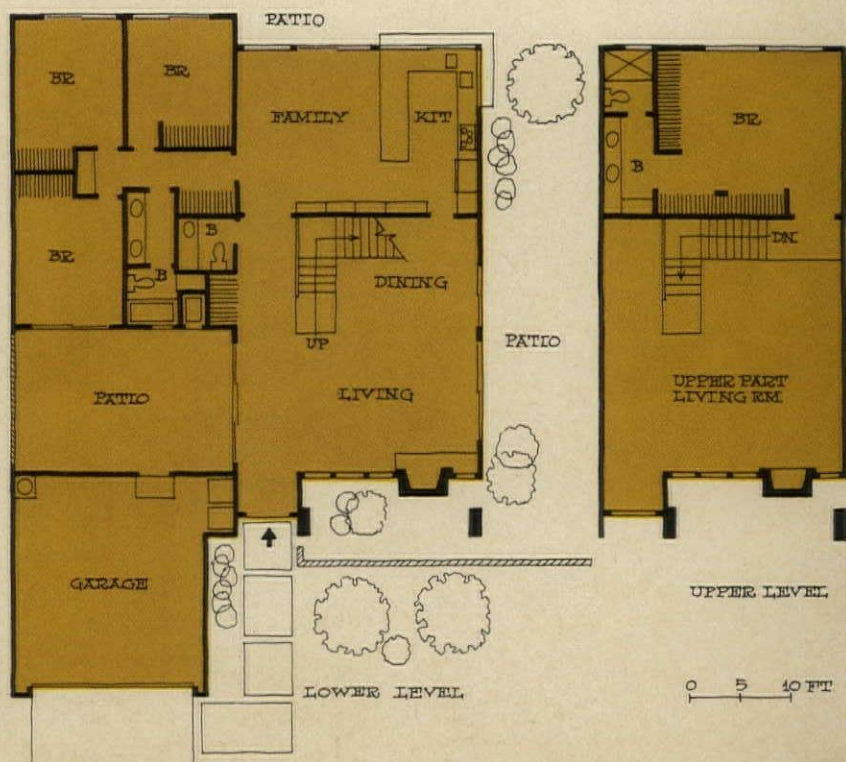 PATIO
BR
BR
FAMILY
KIT
BR
BR
B
B
B
DINING
DN
UP
PATIO
PATIO
LIVING
UPPER PART
LIVING RM
GARAGE
UPPER LEVEL
LOWER LEVEL
0 5 10 FT